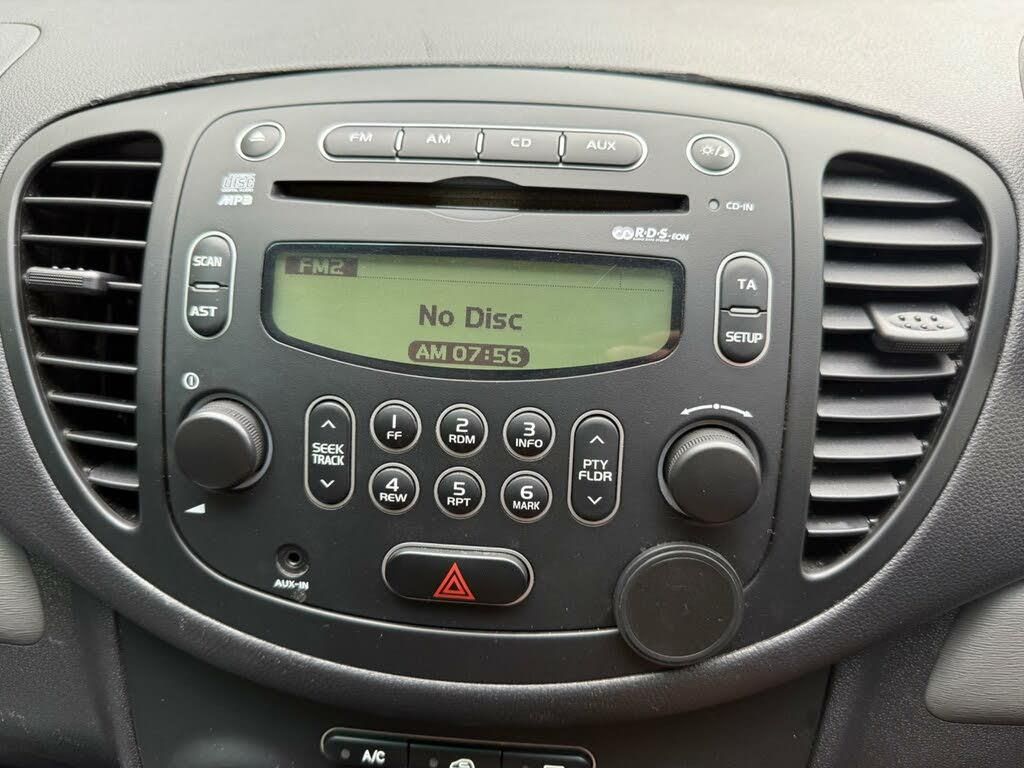 FM AM CD AUX
DISC
MP3
CD-IN
R·D·S-EON
SCAN
AST
FM2
No Disc
AM 07:56
TA
SETUP
SEEK
TRACK
1
FF
2
RDM
3
INFO
4
REW
5
RPT
6
MARK
PTY
FLDR
AUX-IN
A/C